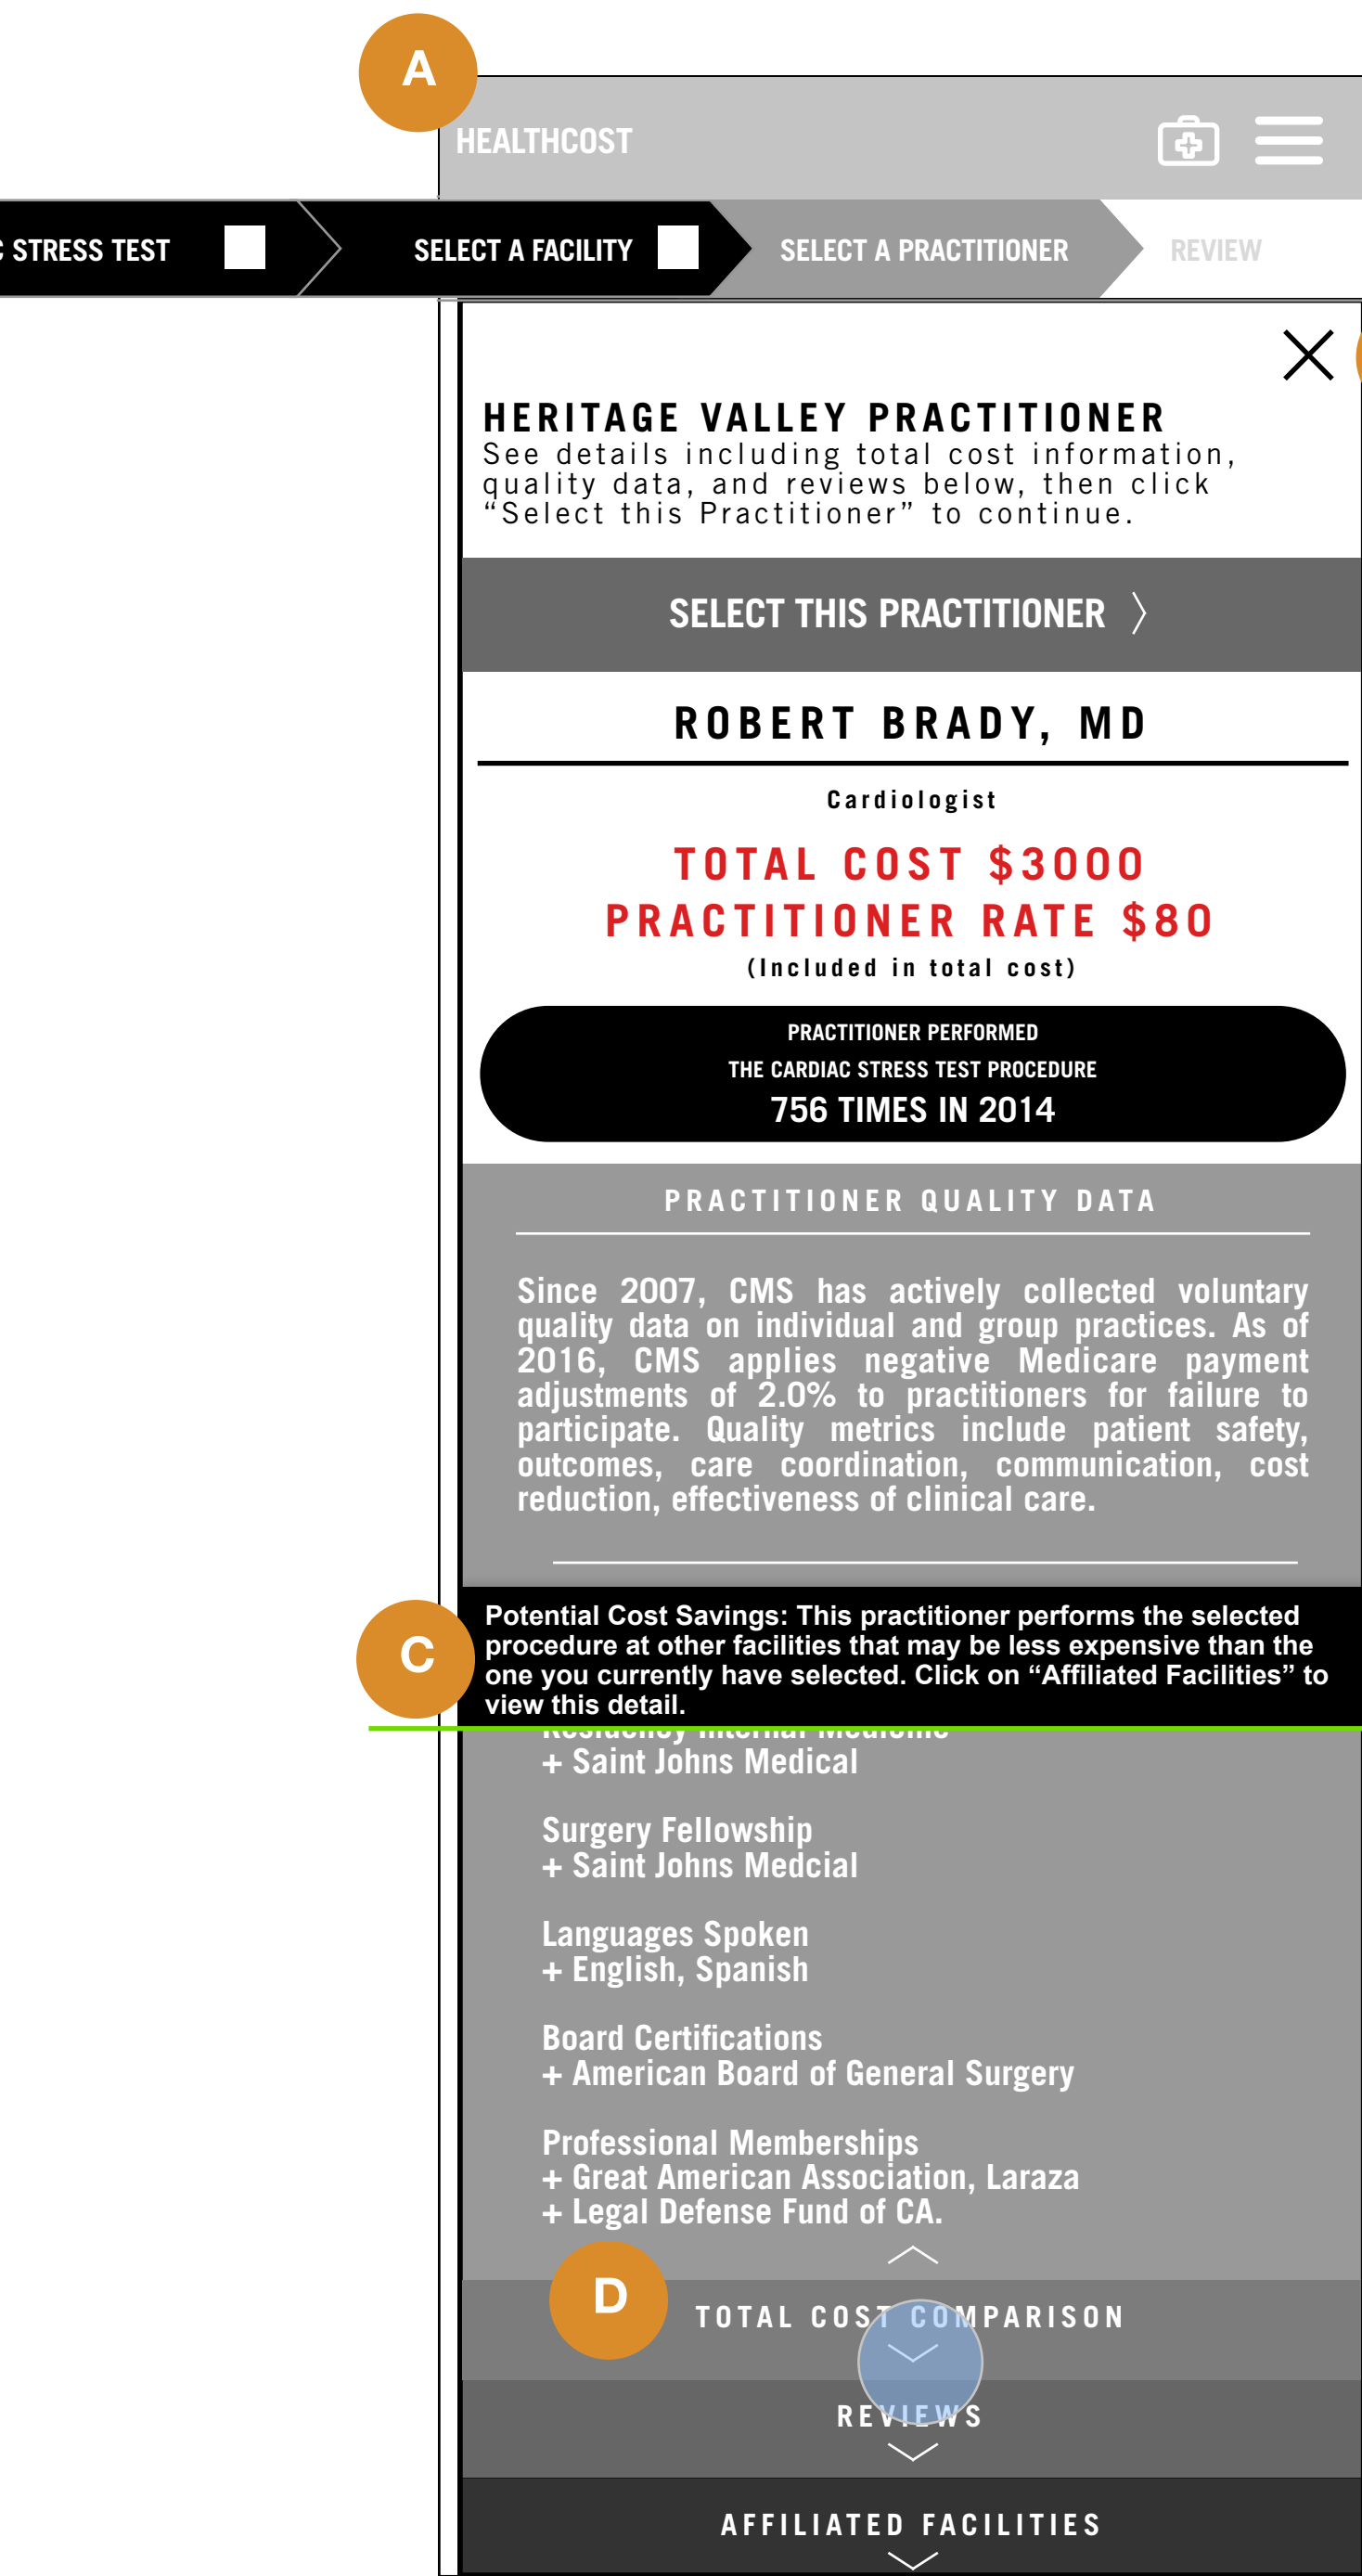 A
HEALTHCOST
C STRESS TEST
SELECT A FACILITY
SELECT A PRACTITIONER
REVIEW
HERITAGE VALLEY PRACTITIONER
See details including total cost information,
quality data, and reviews below, then click
“Select this Practitioner” to continue.
SELECT THIS PRACTITIONER
ROBERT BRADY, MD
Cardiologist
TOTAL COST $3000
PRACTITIONER RATE $80
(Included in total cost)
PRACTITIONER PERFORMED
THE CARDIAC STRESS TEST PROCEDURE
756 TIMES IN 2014
PRACTITIONER QUALITY DATA
Since 2007, CMS has actively collected voluntary
quality data on individual and group practices. As of
2016, CMS applies negative Medicare payment
adjustments of 2.0% to practitioners for failure to
participate. Quality metrics include patient safety,
outcomes, care coordination, communication, cost
reduction, effectiveness of clinical care.
C
Potential Cost Savings: This practitioner performs the selected
procedure at other facilities that may be less expensive than the
one you currently have selected. Click on “Affiliated Facilities” to
view this detail.
Residency Internal Medicine
+ Saint Johns Medical
Surgery Fellowship
+ Saint Johns Medcial
Languages Spoken
+ English, Spanish
Board Certifications
+ American Board of General Surgery
Professional Memberships
+ Great American Association, Laraza
+ Legal Defense Fund of CA.
D
TOTAL COST COMPARISON
REVIEWS
AFFILIATED FACILITIES